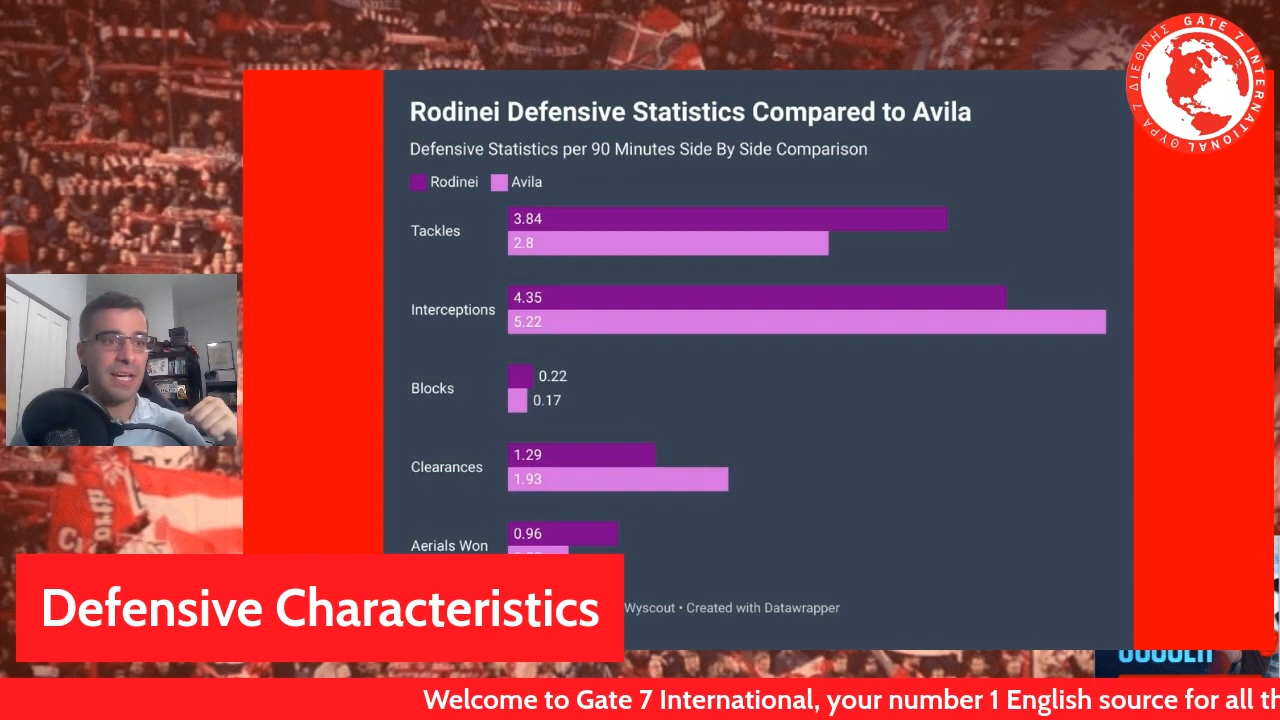 ΘΥΡΑ 7 ΔΙΕΘΝΗΣ GATE 7 INTERNATIONAL
Rodinei Defensive Statistics Compared to Avila
Defensive Statistics per 90 Minutes Side By Side Comparison
Rodinei Avila
Tackles
3.84
2.8
Interceptions
4.35
5.22
Blocks
0.22
0.17
Clearances
1.29
1.93
Aerials Won
0.96
Wyscout • Created with Datawrapper
Defensive Characteristics
Welcome to Gate 7 International, your number 1 English source for all th